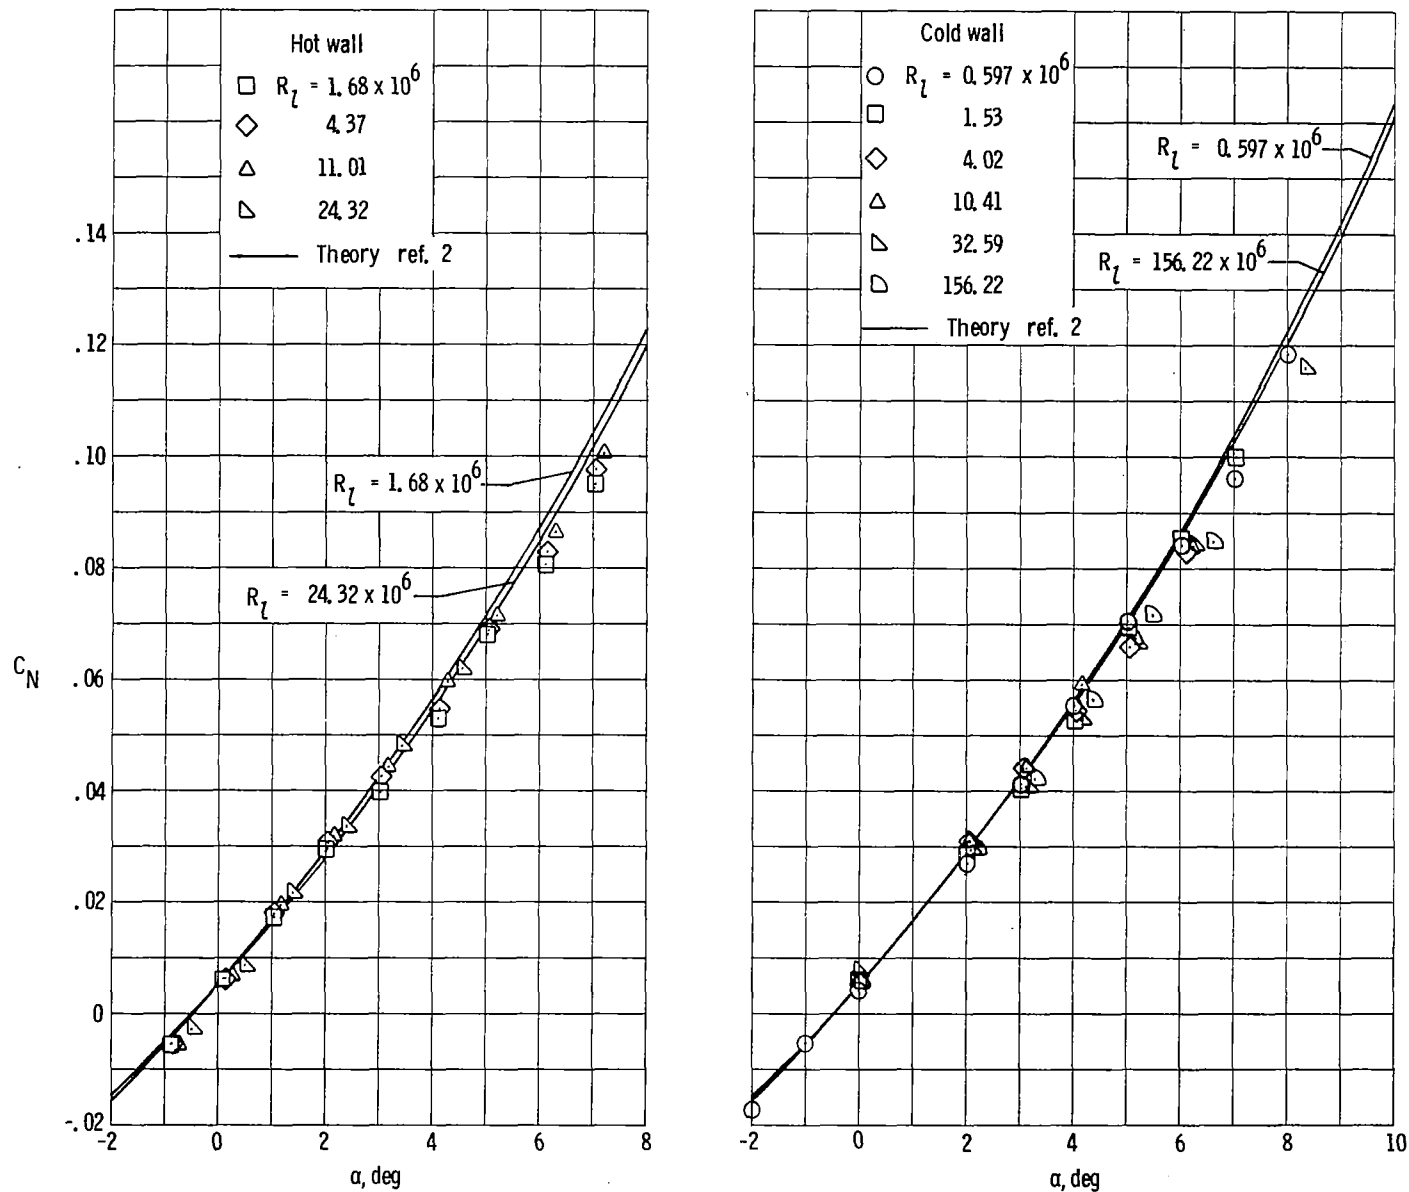 Hot wall
R_l = 1.68 x 10^6
4.37
11.01
24.32
Theory ref. 2
Cold wall
R_l = 0.597 x 10^6
1.53
4.02
10.41
32.59
156.22
Theory ref. 2
R_l = 0.597 x 10^6
R_l = 156.22 x 10^6
R_l = 1.68 x 10^6
R_l = 24.32 x 10^6
C_N
.14
.12
.10
.08
.06
.04
.02
0
-.02
-2 0 2 4 6 8
α, deg
-2 0 2 4 6 8 10
α, deg